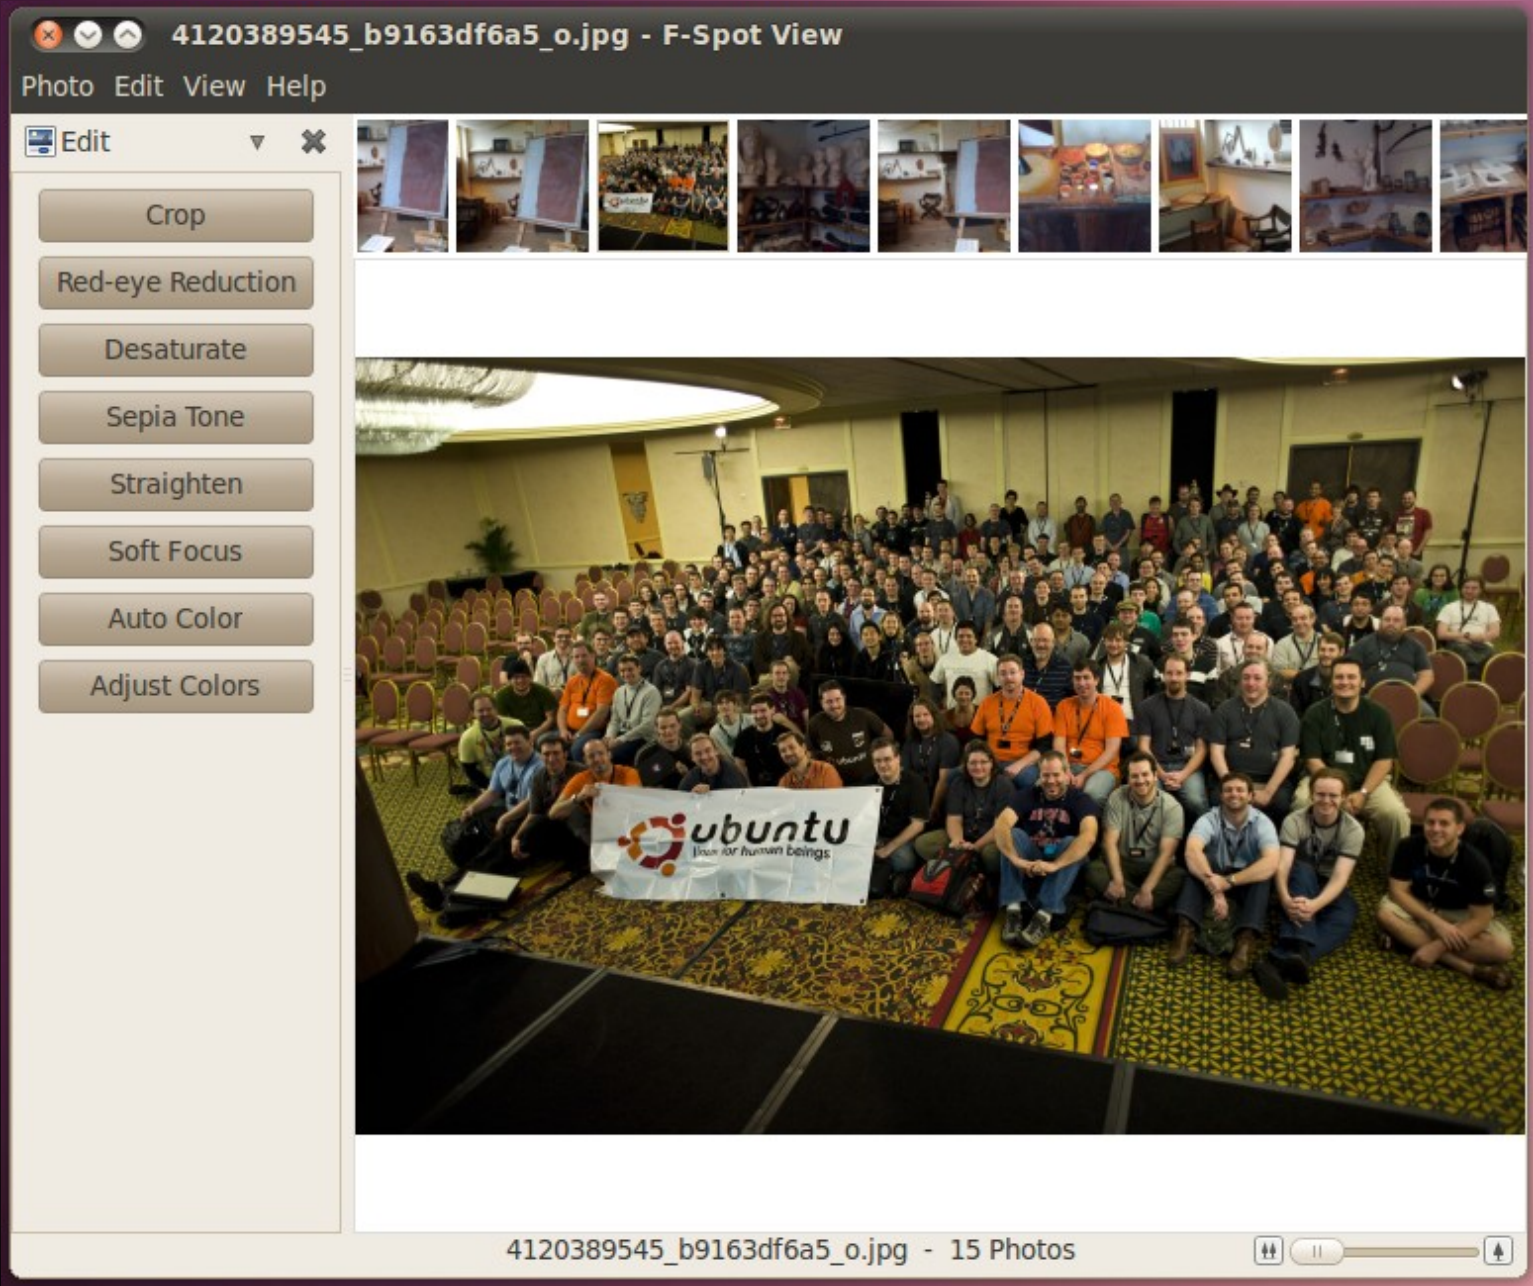 4120389545_b9163df6a5_o.jpg - F-Spot View
Photo Edit View Help
Edit
Crop
Red-eye Reduction
Desaturate
Sepia Tone
Straighten
Soft Focus
Auto Color
Adjust Colors
ubuntu
ubuntu
linux for human beings
4120389545_b9163df6a5_o.jpg - 15 Photos